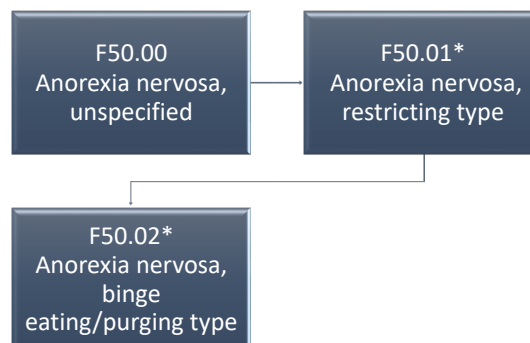 F50.00
Anorexia nervosa,
unspecified
F50.01*
Anorexia nervosa,
restricting type
F50.02*
Anorexia nervosa,
binge
eating/purging type